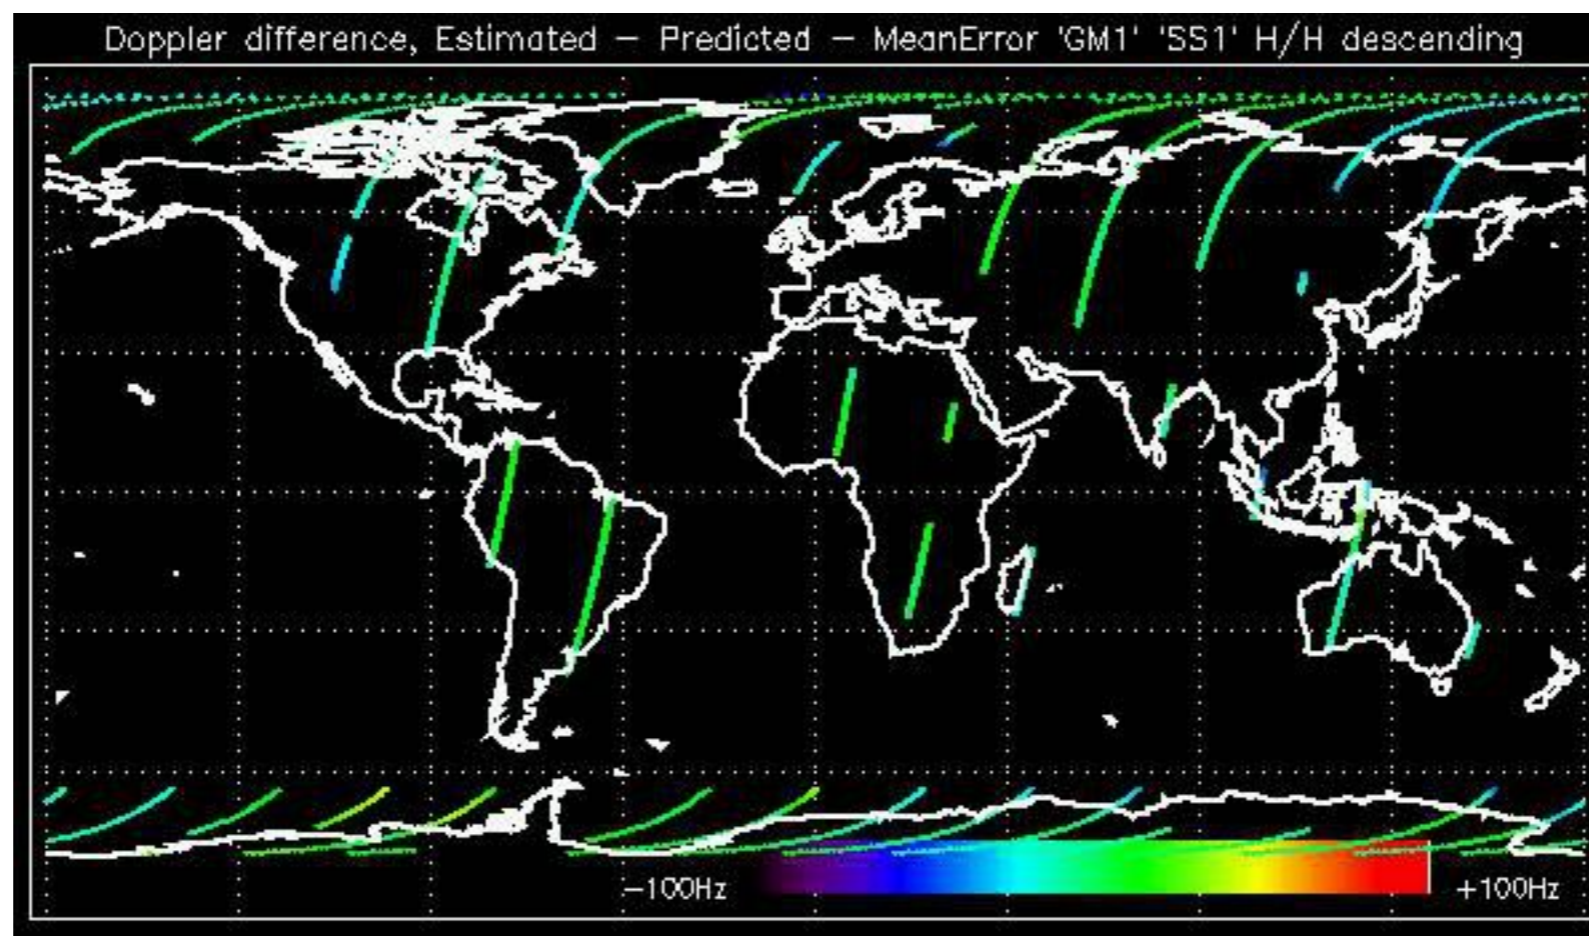 Doppler difference, Estimated – Predicted – MeanError 'GM1' 'SS1' H/H descending
–100Hz
+100Hz